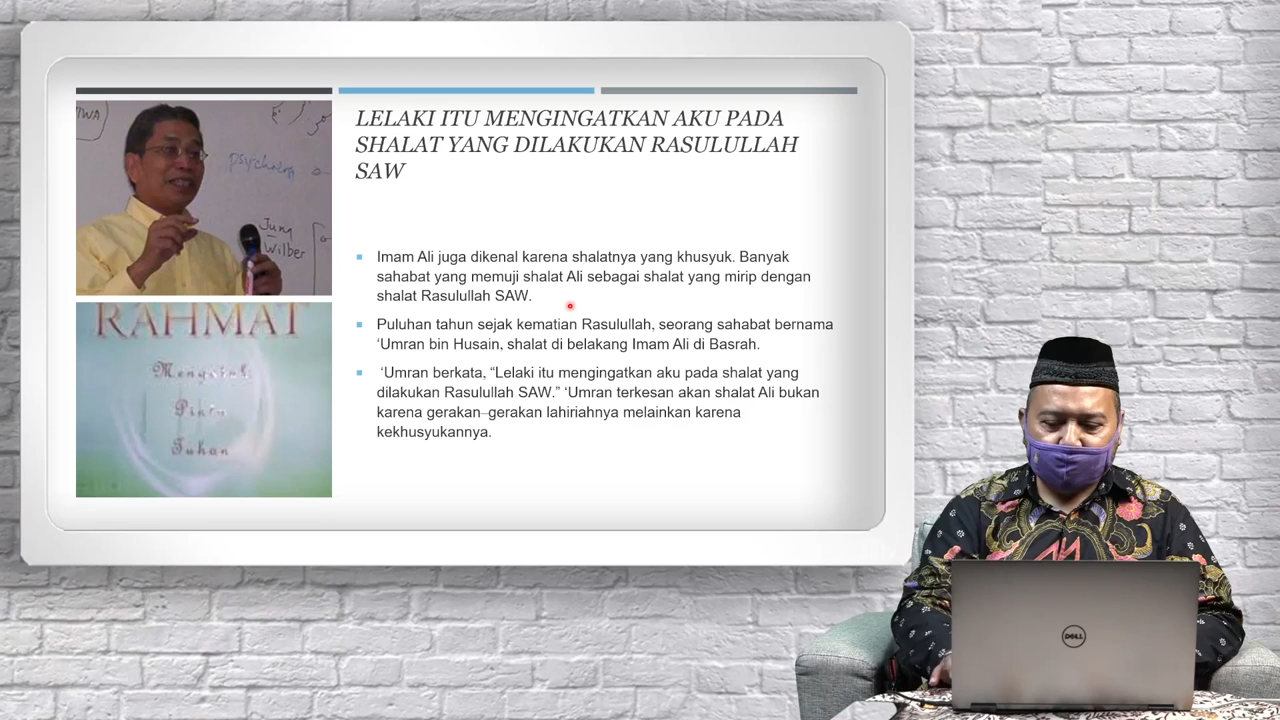 LELAKI ITU MENGINGATKAN AKU PADA
SHALAT YANG DILAKUKAN RASULULLAH
SAW
Imam Ali juga dikenal karena shalatnya yang khusyuk. Banyak
sahabat yang memuji shalat Ali sebagai shalat yang mirip dengan
shalat Rasulullah SAW.
Puluhan tahun sejak kematian Rasulullah, seorang sahabat bernama
‘Umran bin Husain, shalat di belakang Imam Ali di Basrah.
‘Umran berkata, “Lelaki itu mengingatkan aku pada shalat yang
dilakukan Rasulullah SAW.” ‘Umran terkesan akan shalat Ali bukan
karena gerakan–gerakan lahiriahnya melainkan karena
kekhusyukannya.
psychology
Jung
Wilber
RAHMAT
Mengetuk
Pintu
Tuhan
DELL